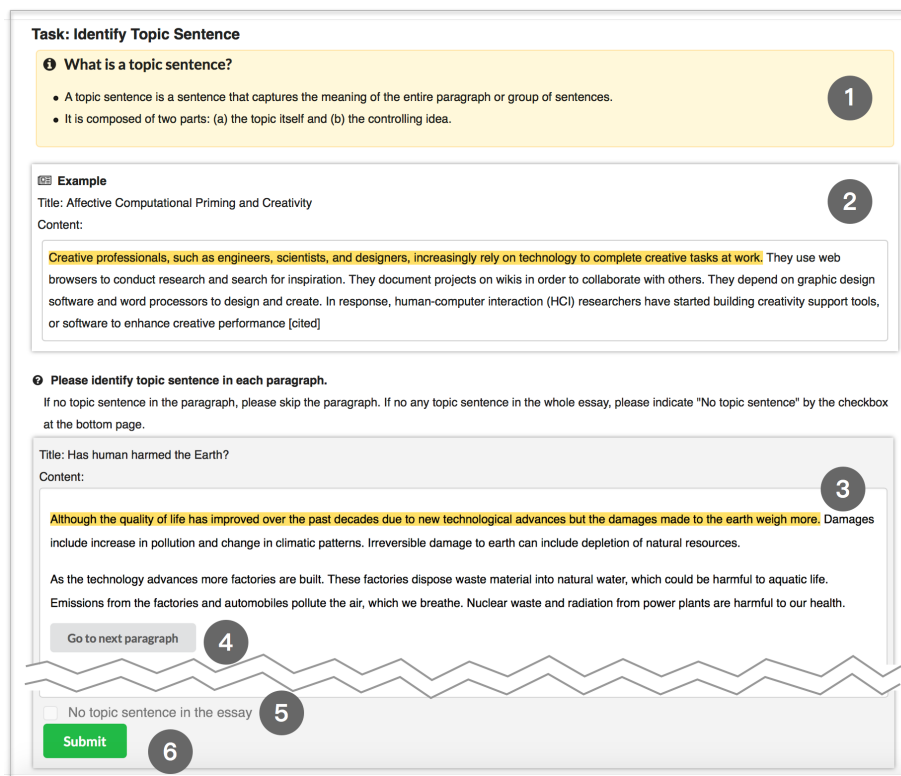 Task: Identify Topic Sentence
What is a topic sentence?
• A topic sentence is a sentence that captures the meaning of the entire paragraph or group of sentences.
• It is composed of two parts: (a) the topic itself and (b) the controlling idea.
1
Example
Title: Affective Computational Priming and Creativity
2
Content:
Creative professionals, such as engineers, scientists, and designers, increasingly rely on technology to complete creative tasks at work. They use web
browsers to conduct research and search for inspiration. They document projects on wikis in order to collaborate with others. They depend on graphic design
software and word processors to design and create. In response, human-computer interaction (HCI) researchers have started building creativity support tools,
or software to enhance creative performance [cited]
Please identify topic sentence in each paragraph.
If no topic sentence in the paragraph, please skip the paragraph. If no any topic sentence in the whole essay, please indicate "No topic sentence" by the checkbox
at the bottom page.
Title: Has human harmed the Earth?
Content:
3
Although the quality of life has improved over the past decades due to new technological advances but the damages made to the earth weigh more. Damages
include increase in pollution and change in climatic patterns. Irreversible damage to earth can include depletion of natural resources.
As the technology advances more factories are built. These factories dispose waste material into natural water, which could be harmful to aquatic life.
Emissions from the factories and automobiles pollute the air, which we breathe. Nuclear waste and radiation from power plants are harmful to our health.
Go to next paragraph
4
No topic sentence in the essay
5
Submit
6